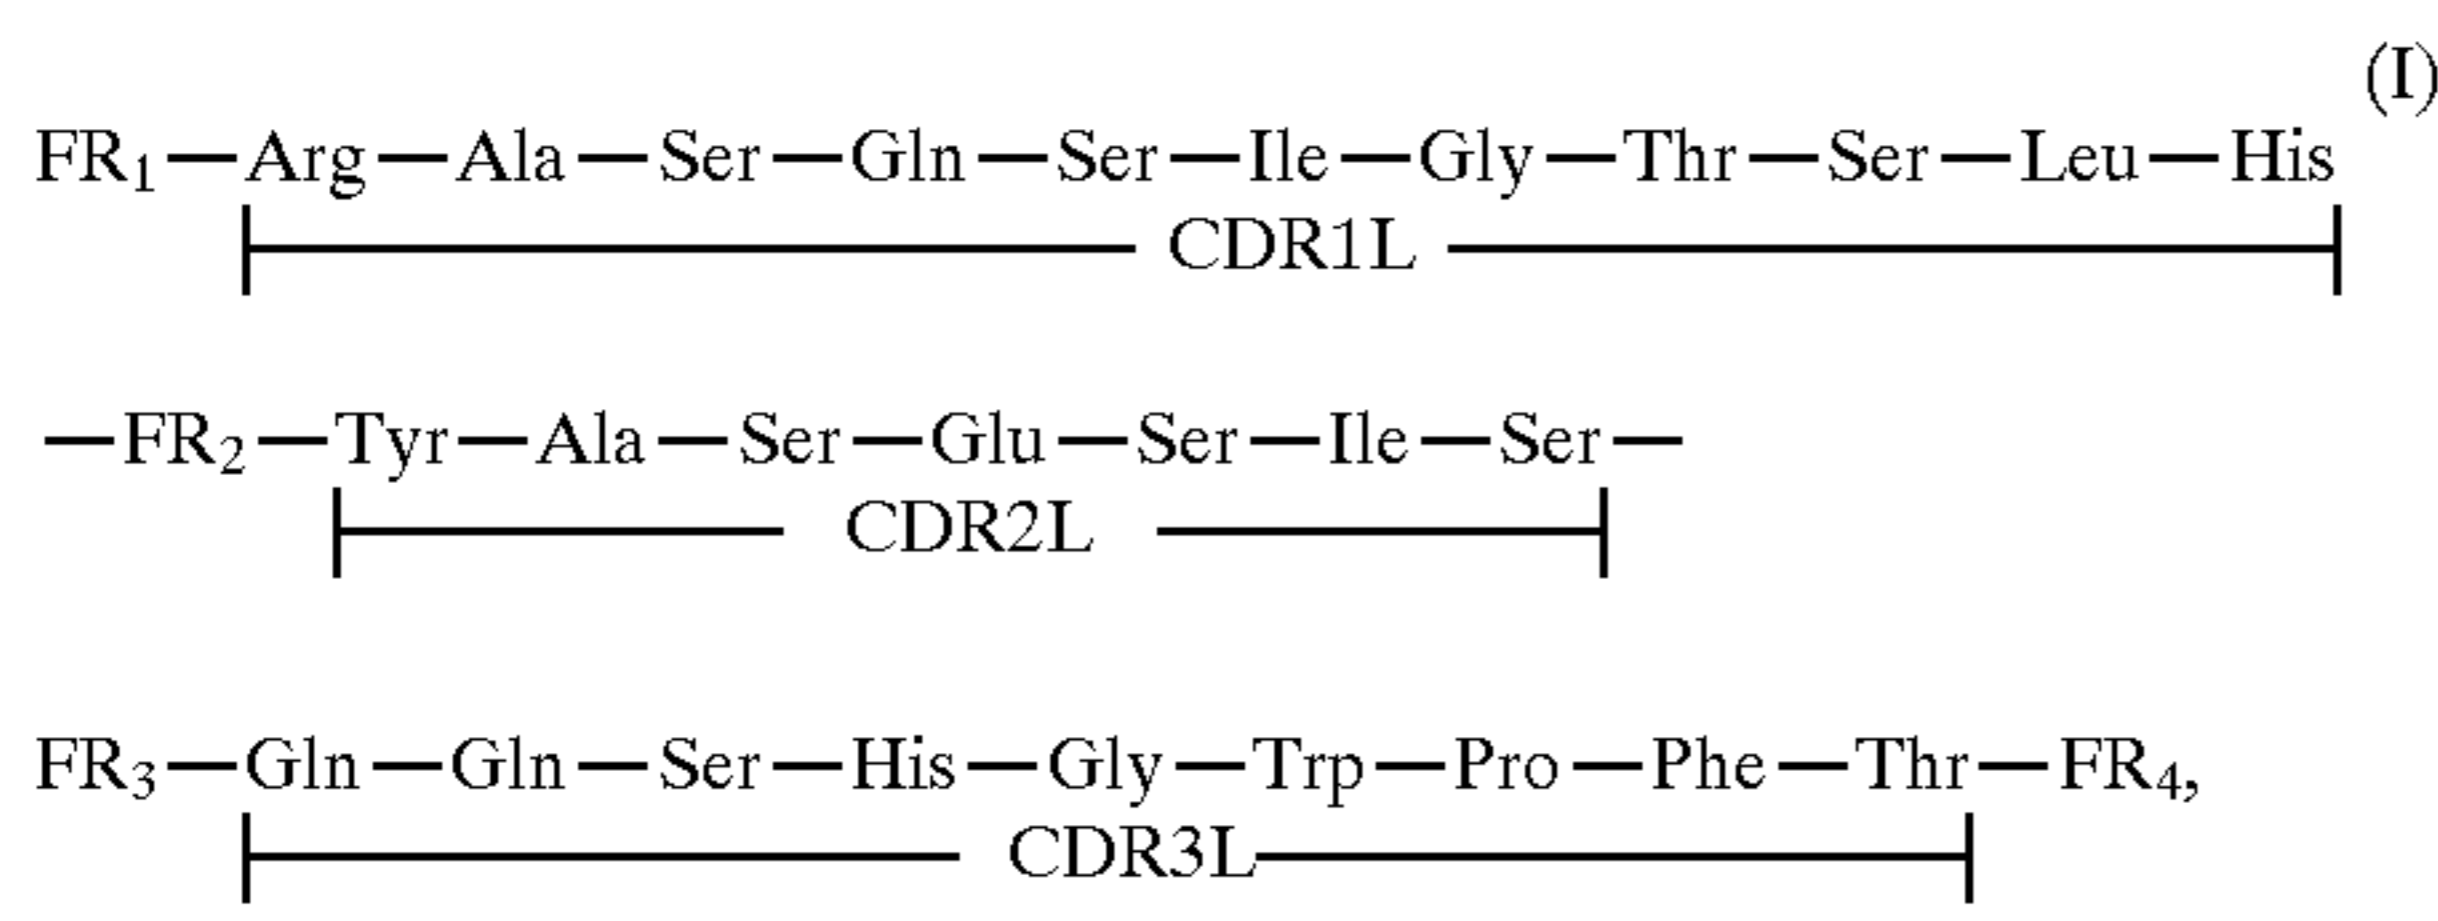 (I)
FR₁—Arg—Ala—Ser—Gln—Ser—Ile—Gly—Thr—Ser—Leu—His
CDR1L
—FR₂—Tyr—Ala—Ser—Glu—Ser—Ile—Ser—
CDR2L
FR₃—Gln—Gln—Ser—His—Gly—Trp—Pro—Phe—Thr—FR₄,
CDR3L